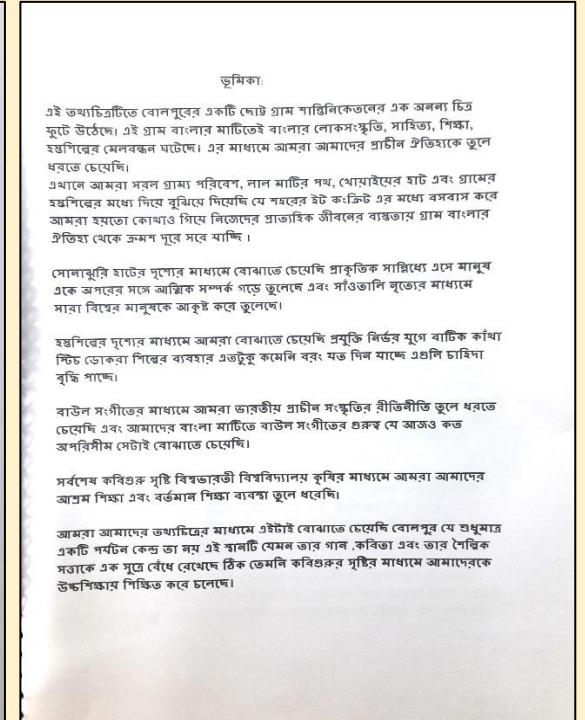 ভূমিকা:
এই তথ্যচিত্রটিতে বোলপুরের একটি ছোট্ট গ্রাম শান্তিনিকেতনের এক অনন্য চিত্র
ফুটে উঠেছে। এই গ্রাম বাংলার মাটিতেই বাংলার লোকসংস্কৃতি, সাহিত্য, শিক্ষা,
হস্তশিল্পের মেলবন্ধন ঘটেছে। এর মাধ্যমে আমরা আমাদের প্রাচীন ঐতিহ্যকে তুলে
ধরতে চেয়েছি।
এখানে আমরা সরল গ্রাম্য পরিবেশ, লাল মাটির পথ, খোয়াইয়ের হাট এবং গ্রামের
হস্তশিল্পের মধ্যে দিয়ে বুঝিয়ে দিয়েছি যে শহরের ইট কংক্রিট এর মধ্যে বসবাস করে
আমরা হয়তো কোথাও গিয়ে নিজেদের প্রাত্যহিক জীবনের ব্যস্ততায় গ্রাম বাংলার
ঐতিহ্য থেকে ক্রমশ দূরে সরে যাচ্ছি ।
সোনাঝুরি হাটের দৃশ্যের মাধ্যমে বোঝাতে চেয়েছি প্রাকৃতিক সান্নিধ্যে এসে মানুষ
একে অপরের সঙ্গে আত্মিক সম্পর্ক গড়ে তুলেছে এবং সাঁওতালি নৃত্যের মাধ্যমে
সারা বিশ্বের মানুষকে আকৃষ্ট করে তুলেছে।
হস্তশিল্পের দৃশ্যের মাধ্যমে আমরা বোঝাতে চেয়েছি প্রযুক্তি নির্ভর যুগে বাটিক কাঁথা
স্টিচ ডোকরা শিল্পের ব্যবহার এতটুকু কমেনি বরং যত দিন যাচ্ছে এগুলি চাহিদা
বৃদ্ধি পাচ্ছে।
বাউল সংগীতের মাধ্যমে আমরা ভারতীয় প্রাচীন সংস্কৃতির রীতিনীতি তুলে ধরতে
চেয়েছি এবং আমাদের বাংলা মাটিতে বাউল সংগীতের গুরুত্ব যে আজও কত
অপরিসীম সেটাই বোঝাতে চেয়েছি।
সর্বশেষ কবিগুরু সৃষ্টি বিশ্বভারতী বিশ্ববিদ্যালয় কৃষির মাধ্যমে আমরা আমাদের
আশ্রম শিক্ষা এবং বর্তমান শিক্ষা ব্যবস্থা তুলে ধরেছি।
আমরা আমাদের তথ্যচিত্রের মাধ্যমে এইটাই বোঝাতে চেয়েছি বোলপুর যে শুধুমাত্র
একটি পর্যটন কেন্দ্র তা নয় এই স্থানটি যেমন তার গান ,কবিতা এবং তার শৈল্পিক
সত্তাকে এক সূত্রে বেঁধে রেখেছে ঠিক তেমনি কবিগুরুর সৃষ্টির মাধ্যমে আমাদেরকে
উচ্চশিক্ষায় শিক্ষিত করে চলেছে।